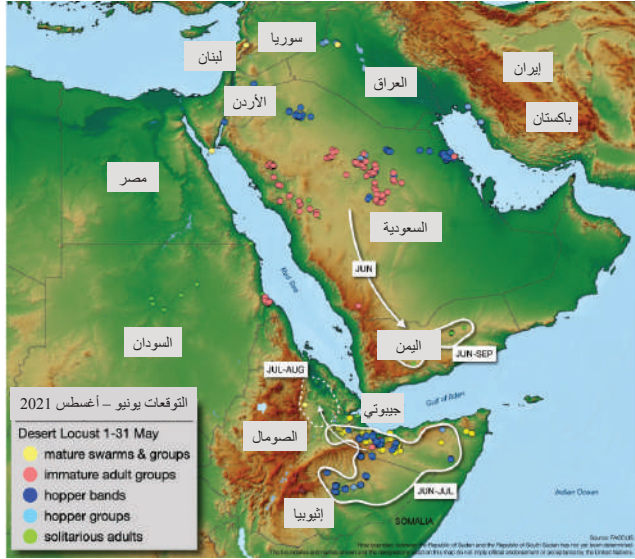 سوريا
لبنان
إيران
العراق
الأردن
باكستان
مصر
السعودية
JUN
Red Sea
السودان
اليمن
JUN-SEP
JUL-AUG
جيبوتي
Gulf of Aden
الصومال
إثيوبيا
JUN-JUL
SOMALIA
Indian Ocean
التوقعات يونيو – أغسطس 2021
Desert Locust 1-31 May
mature swarms & groups
immature adult groups
hopper bands
hopper groups
solitarious adults
Source: FAO/DLIS